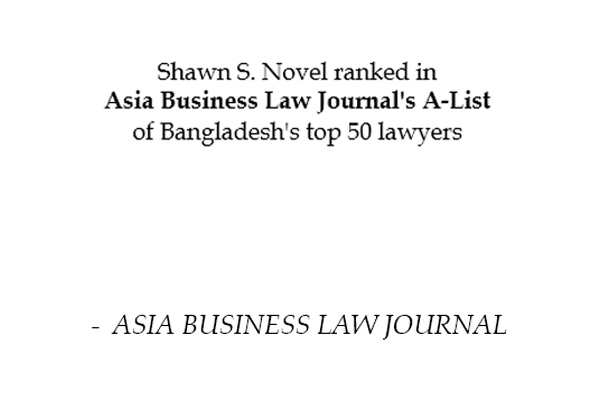 Shawn S. Novel ranked in
Asia Business Law Journal's A-List
of Bangladesh's top 50 lawyers
- ASIA BUSINESS LAW JOURNAL